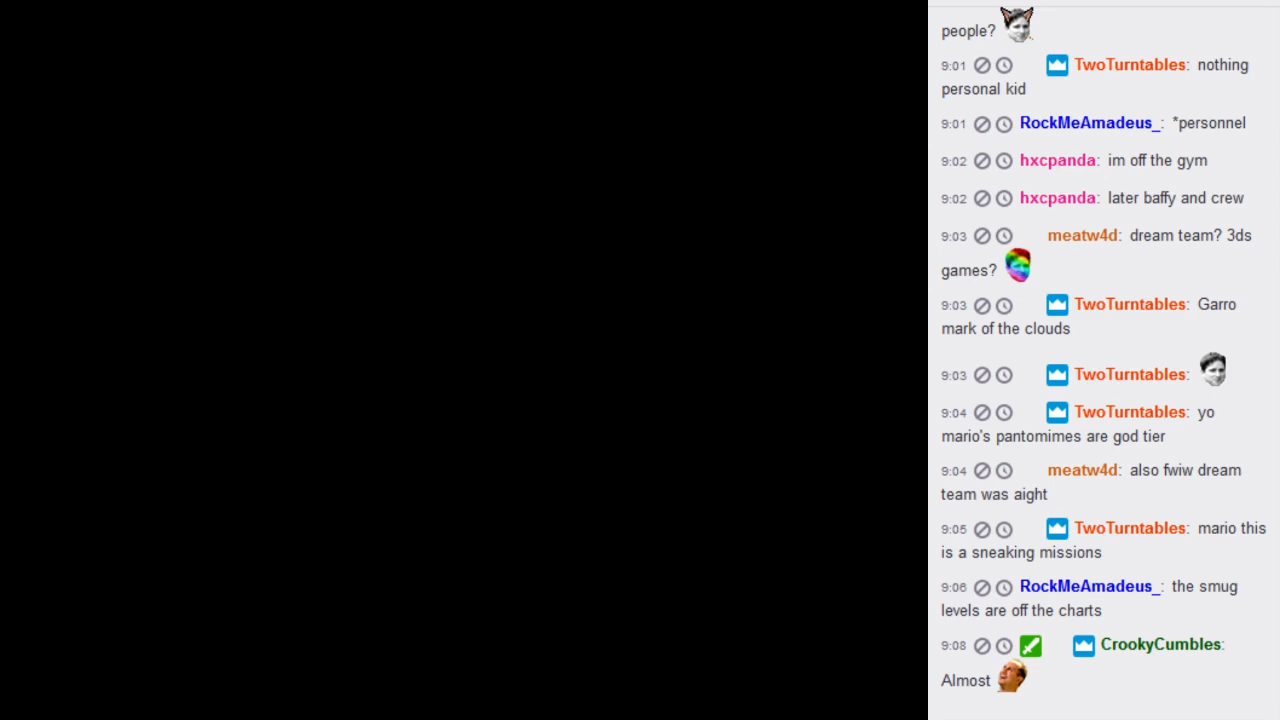 people?
9:01 TwoTurntables: nothing
personal kid
9:01 RockMeAmadeus_: *personnel
9:02 hxcpanda: im off the gym
9:02 hxcpanda: later baffy and crew
9:03 meatw4d: dream team? 3ds
games?
9:03 TwoTurntables: Garro
mark of the clouds
9:03 TwoTurntables:
9:04 TwoTurntables: yo
mario's pantomimes are god tier
9:04 meatw4d: also fwiw dream
team was aight
9:05 TwoTurntables: mario this
is a sneaking missions
9:06 RockMeAmadeus_: the smug
levels are off the charts
9:08 CrookyCumbles:
Almost